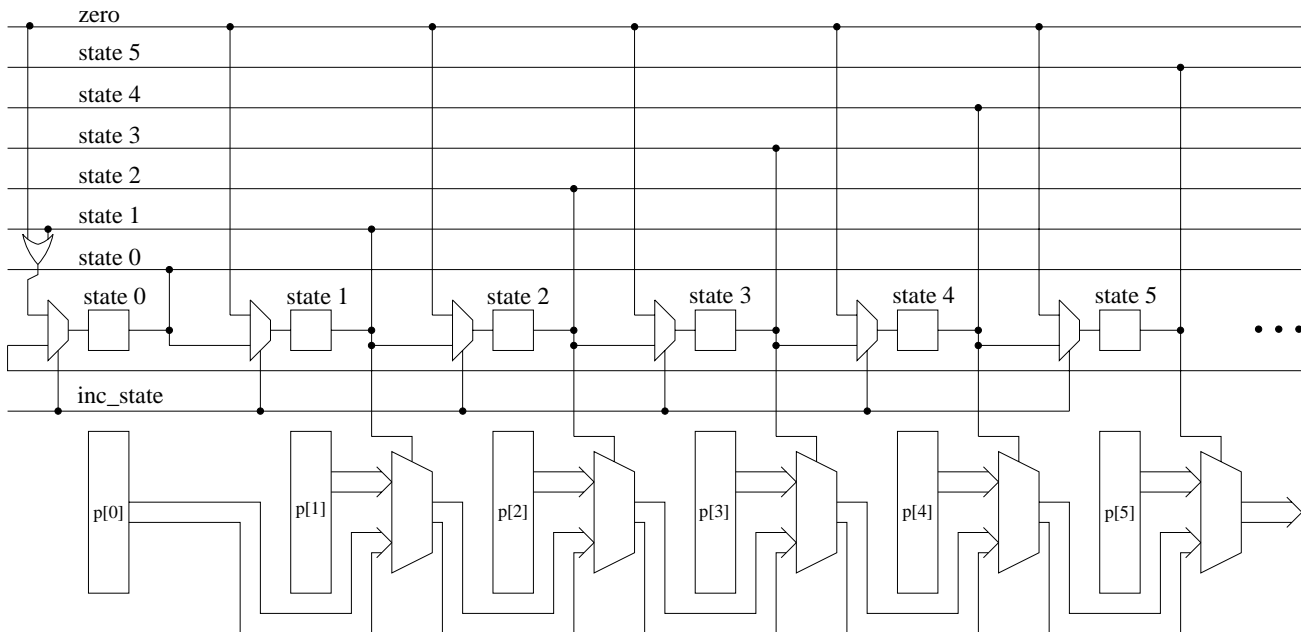 zero
state 5
state 4
state 3
state 2
state 1
state 0
state 0
state 1
state 2
state 3
state 4
state 5
inc_state
p[0]
p[1]
p[2]
p[3]
p[4]
p[5]